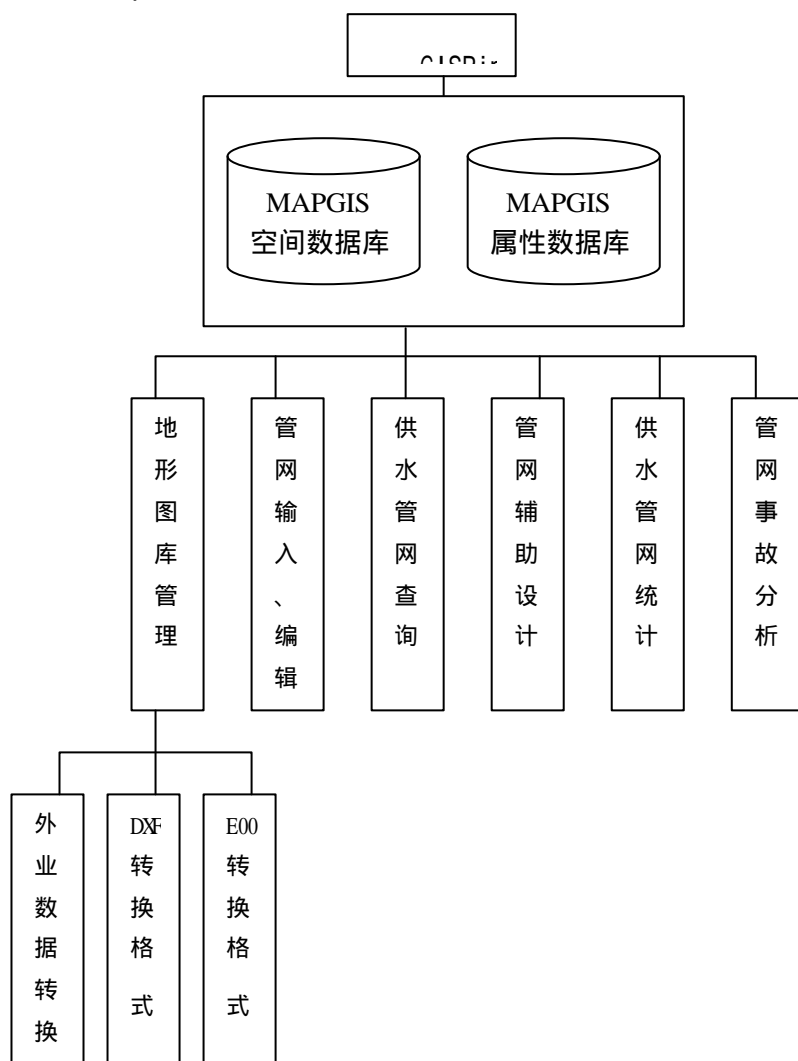 MAPGIS
空间数据库
MAPGIS
属性数据库
地形图库管理
管网输入、编辑
供水管网查询
管网辅助设计
供水管网统计
管网事故分析
外业数据转换
DXF转换格式
E00转换格式